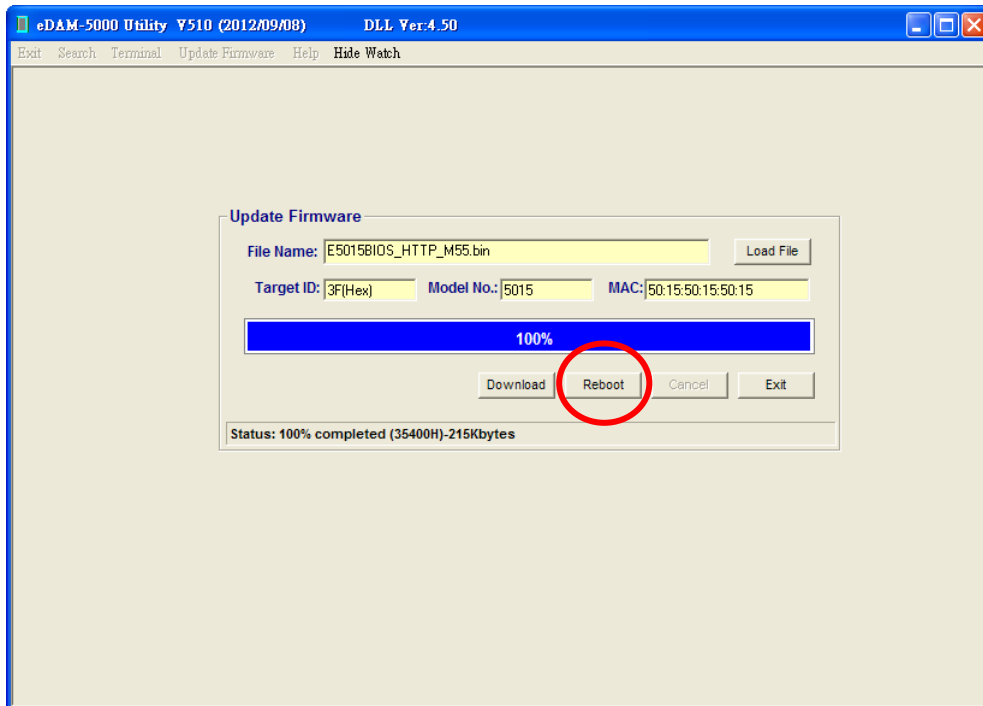 eDAM-5000 Utility V510 (2012/09/08) DLL Ver:4.50
Exit Search Terminal Update Firmware Help Hide Watch
Update Firmware
File Name: E5015BIOS_HTTP_M55.bin Load File
Target ID: 3F(Hex) Model No.: 5015 MAC: 50:15:50:15:50:15
100%
Download Reboot Cancel Exit
Status: 100% completed (35400H)-215Kbytes